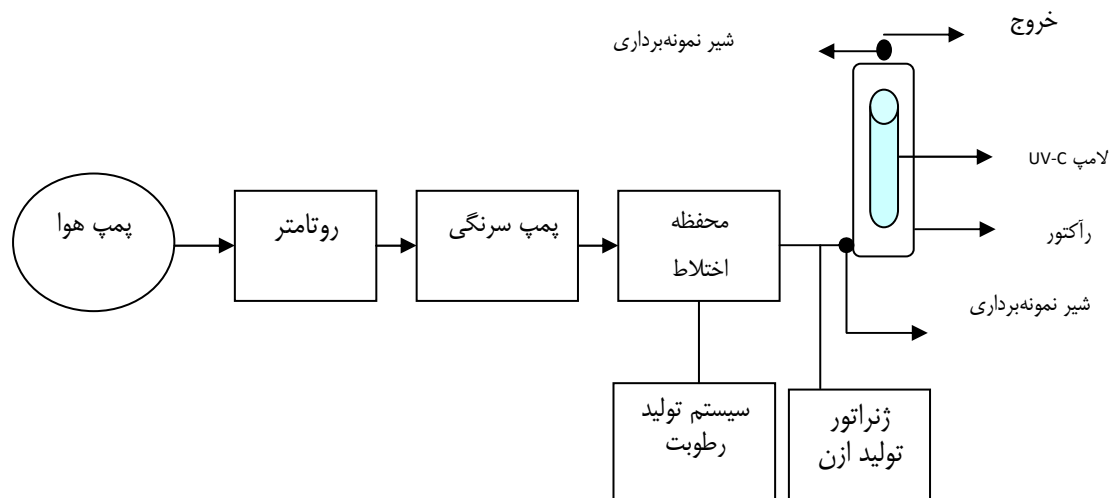 خروج
شیر نمونه‌برداری
لامپ UV-C
رآکتور
شیر نمونه‌برداری
پمپ هوا
روتامتر
پمپ سرنگی
محفظه
اختلاط
سیستم تولید
رطوبت
ژنراتور
تولید ازن